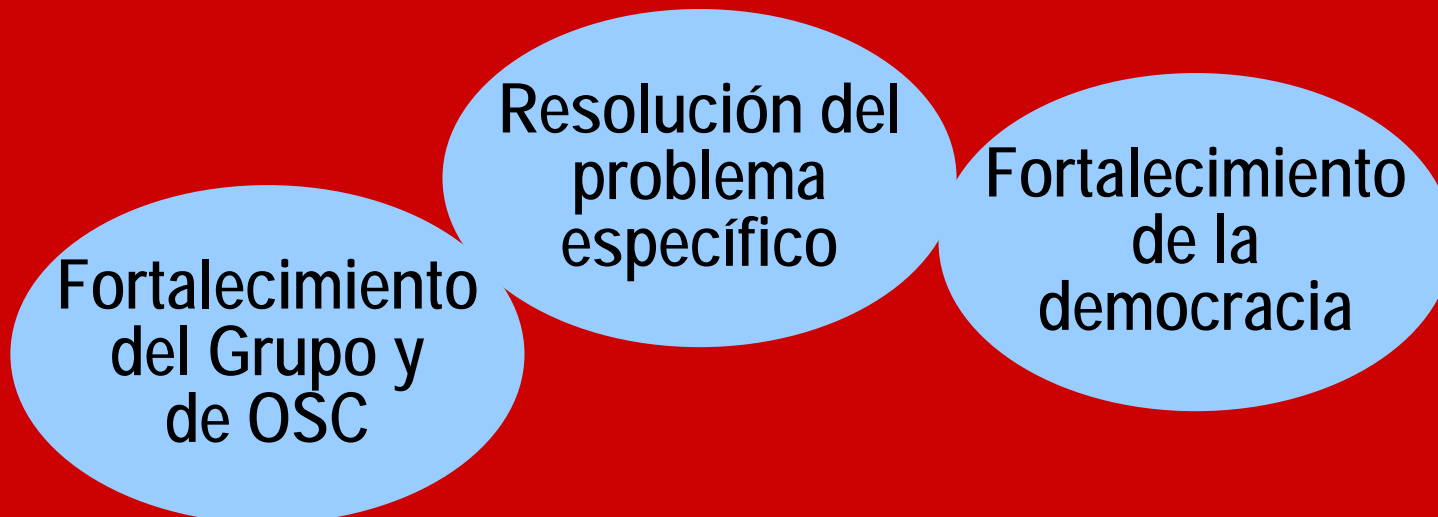 Fortalecimiento
del Grupo y
de OSC
Resolución del
problema
específico
Fortalecimiento
de la
democracia